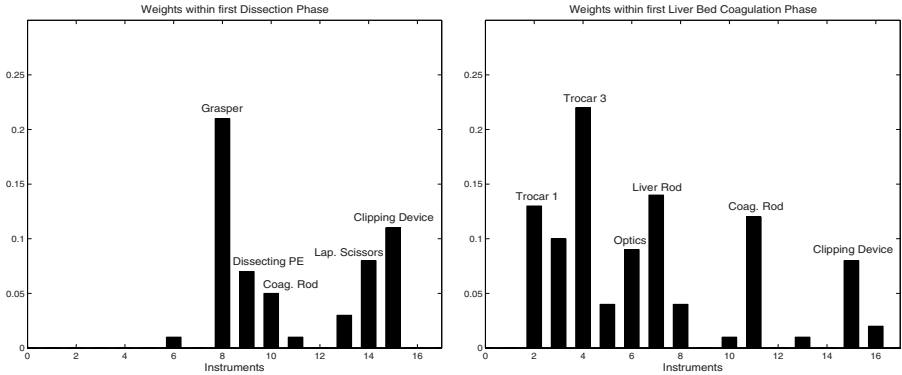 Weights within first Dissection Phase
0.25
0.2
0.15
0.1
0.05
0
Grasper
Dissecting PE
Coag. Rod
Lap. Scissors
Clipping Device
0 2 4 6 8 10 12 14 16
Instruments
Weights within first Liver Bed Coagulation Phase
0.25
0.2
0.15
0.1
0.05
0
Trocar 1
Trocar 3
Optics
Liver Rod
Coag. Rod
Clipping Device
0 2 4 6 8 10 12 14 16
Instruments